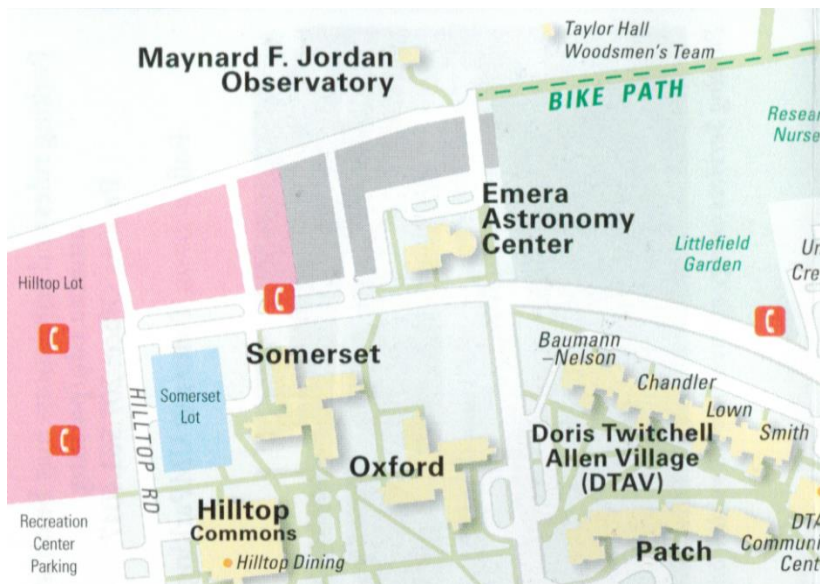 Taylor Hall
Woodsmen's Team
Maynard F. Jordan
Observatory
BIKE PATH
Emera
Astronomy
Center
Littlefield
Garden
Hilltop Lot
Somerset
Somerset
Lot
HILLTOP RD
Baumann
–Nelson
Chandler
Lown
Smith
Doris Twitchell
Allen Village
(DTAV)
Oxford
Hilltop
Commons
Hilltop Dining
Recreation
Center
Parking
Patch
Cent